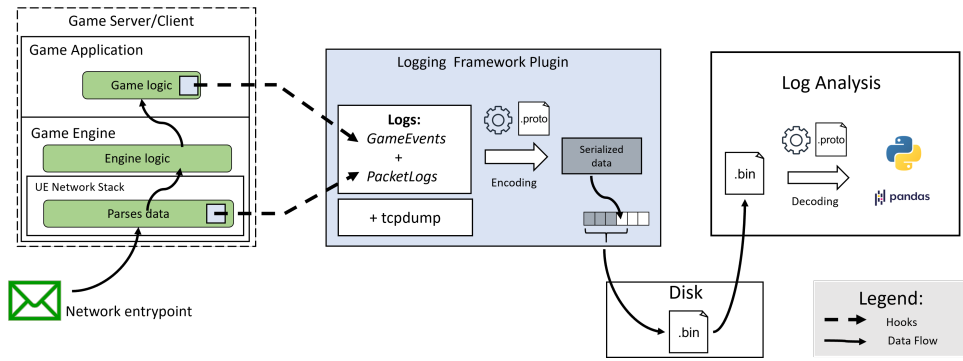 Game Server/Client
Game Application
Game logic
Game Engine
Engine logic
UE Network Stack
Parses data
Network entrypoint
Logging Framework Plugin
Logs:
GameEvents
+
PacketLogs
+ tcpdump
.proto
Encoding
Serialized
data
Disk
.bin
Log Analysis
.bin
.proto
Decoding
pandas
Legend:
Hooks
Data Flow